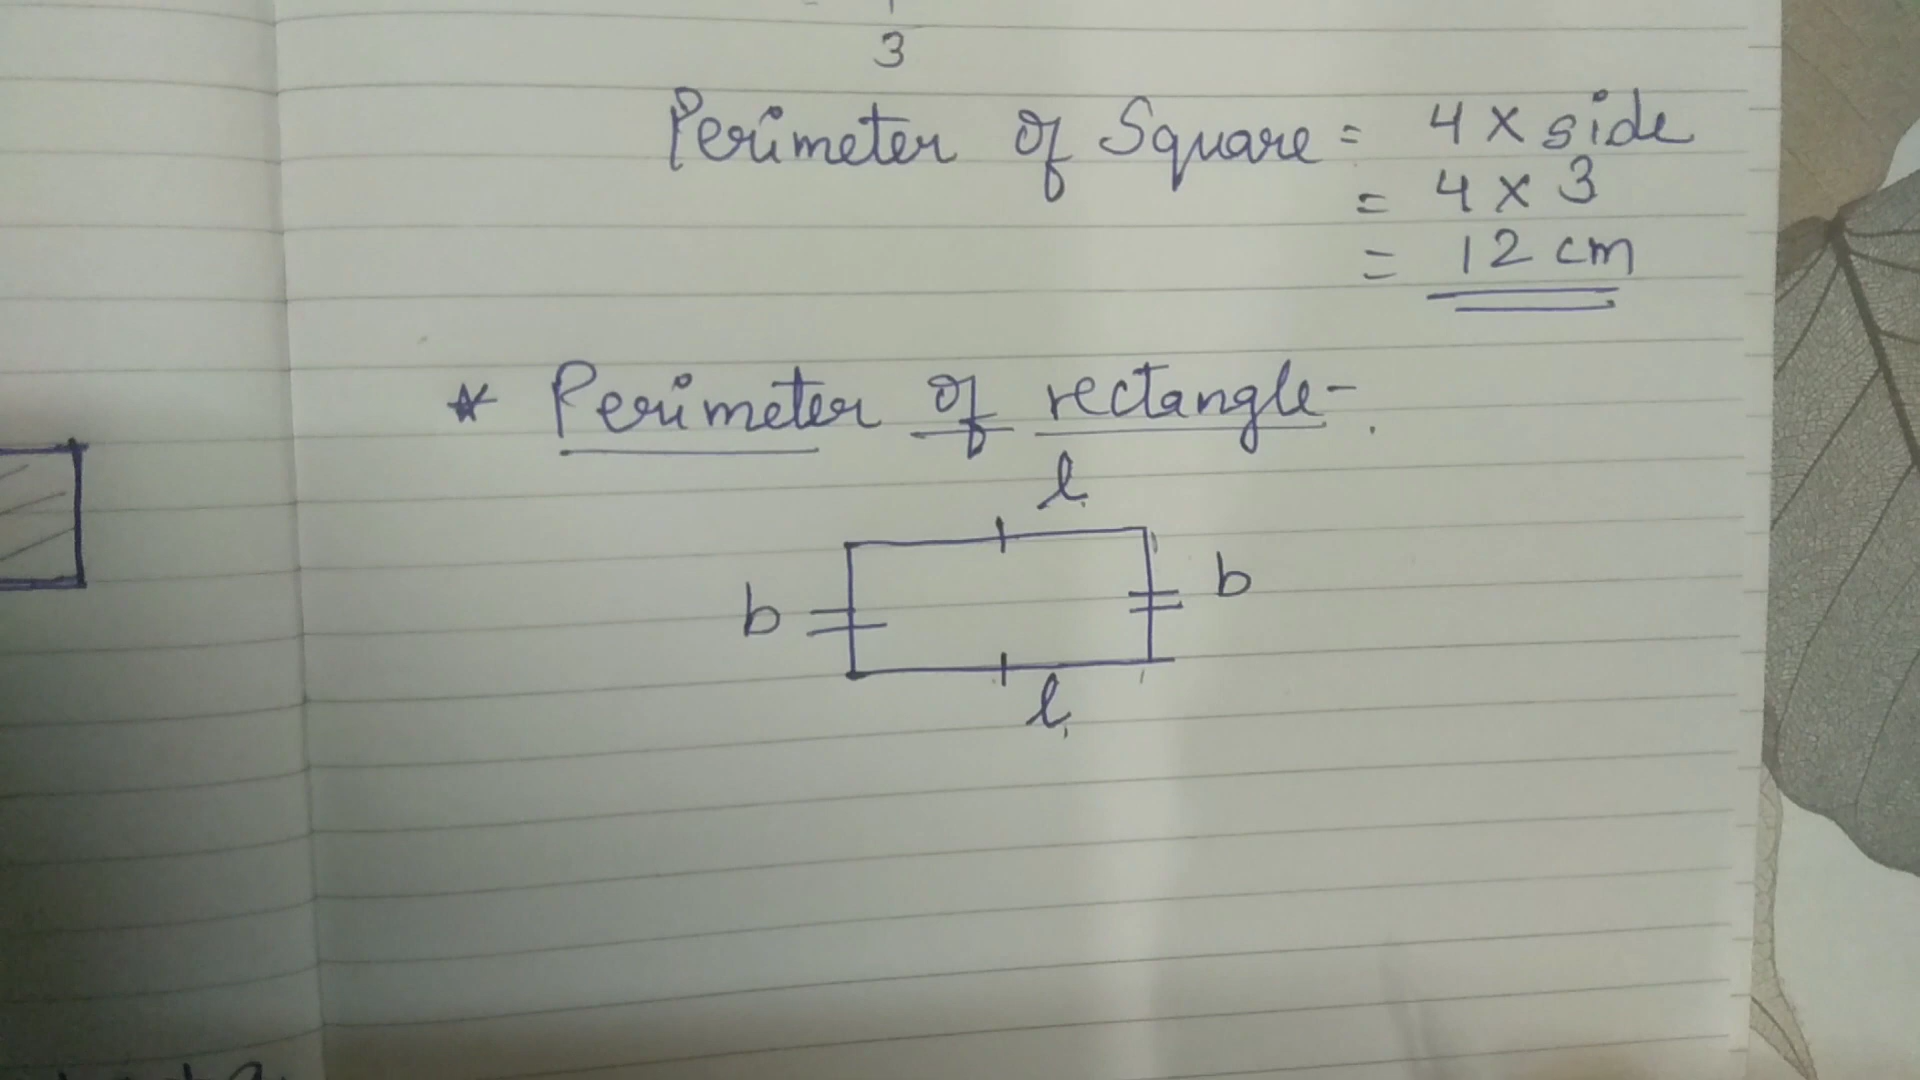 3
Perimeter of Square = 4 × side
= 4 × 3
= 12 cm
* Perimeter of rectangle-
l
b b
l